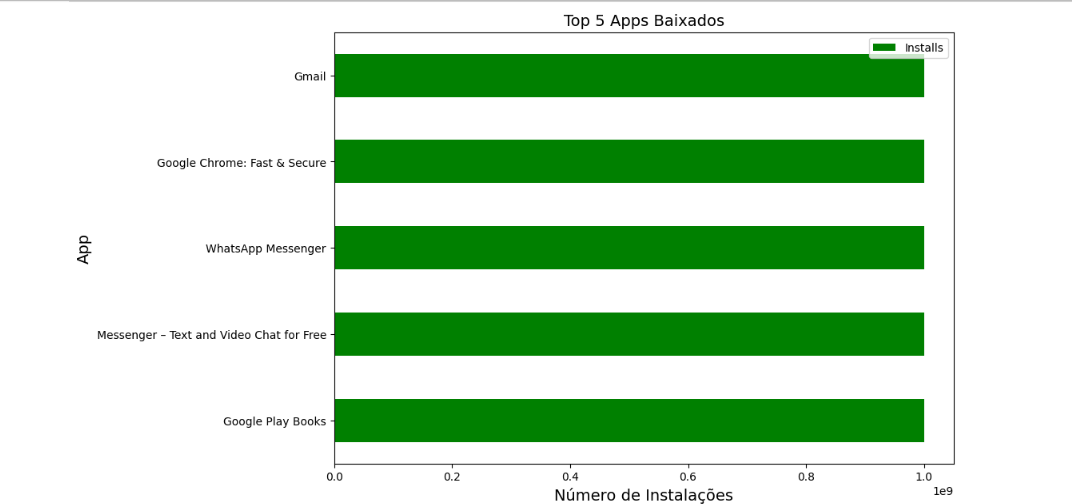 Top 5 Apps Baixados
Installs
Gmail
Google Chrome: Fast & Secure
App
WhatsApp Messenger
Messenger – Text and Video Chat for Free
Google Play Books
0.0 0.2 0.4 0.6 0.8 1.0
1e9
Número de Instalações